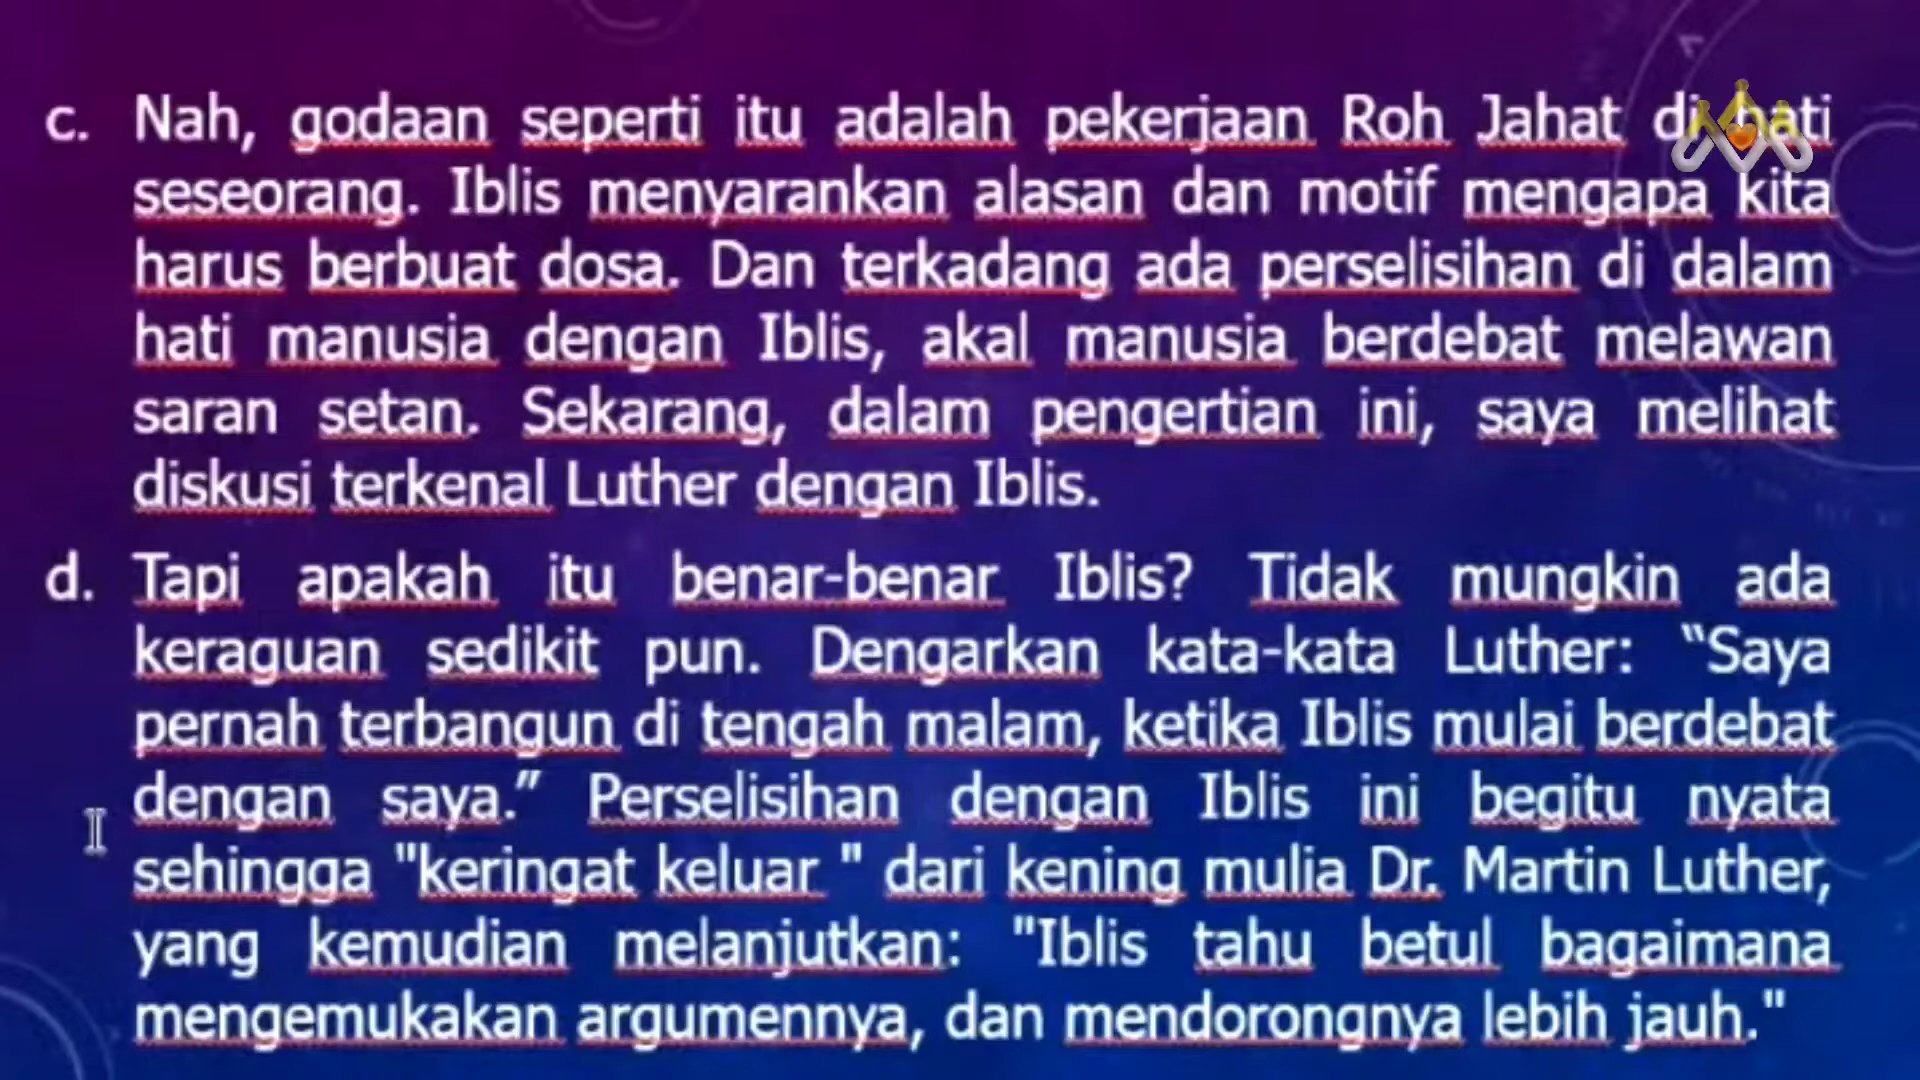 c. Nah, godaan seperti itu adalah pekerjaan Roh Jahat di hati
seseorang. Iblis menyarankan alasan dan motif mengapa kita
harus berbuat dosa. Dan terkadang ada perselisihan di dalam
hati manusia dengan Iblis, akal manusia berdebat melawan
saran setan. Sekarang, dalam pengertian ini, saya melihat
diskusi terkenal Luther dengan Iblis.
d. Tapi apakah itu benar-benar Iblis? Tidak mungkin ada
keraguan sedikit pun. Dengarkan kata-kata Luther: “Saya
pernah terbangun di tengah malam, ketika Iblis mulai berdebat
dengan saya.” Perselisihan dengan Iblis ini begitu nyata
sehingga "keringat keluar " dari kening mulia Dr. Martin Luther,
yang kemudian melanjutkan: "Iblis tahu betul bagaimana
mengemukakan argumennya, dan mendorongnya lebih jauh."